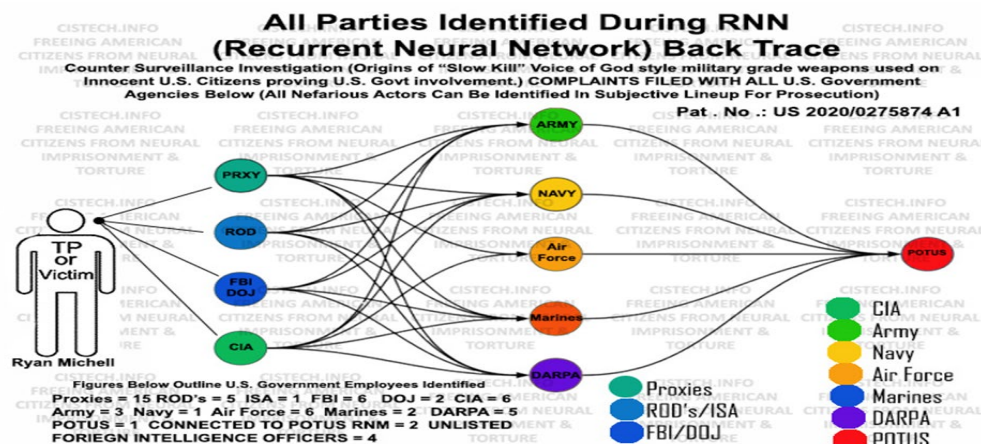 All Parties Identified During RNN
(Recurrent Neural Network) Back Trace
Counter Surveillance Investigation (Origins of "Slow Kill" Voice of God style military grade weapons used on
Innocent U.S. Citizens proving U.S. Govt involvement.) COMPLAINTS FILED WITH ALL U.S. Government
Agencies Below (All Nefarious Actors Can Be Identified In Subjective Lineup For Prosecution)
Pat . No .: US 2020/0275874 A1
CISTECH.INFO
FREEING AMERICAN
CITIZENS FROM NEURAL
IMPRISONMENT &
TORTURE
ARMY
PRXY
NAVY
ROD
TP
or
Victim
Air
Force
POTUS
FBI
DOJ
Marines
CIA
DARPA
Ryan Michell
Figures Below Outline U.S. Government Employees Identified
Proxies = 15 ROD's = 5 ISA = 1 FBI = 6 DOJ = 2 CIA = 6
Army = 3 Navy = 1 Air Force = 6 Marines = 2 DARPA = 5
POTUS = 1 CONNECTED TO POTUS RNM = 2 UNLISTED
FORIEGN INTELLIGENCE OFFICERS = 4
Proxies
ROD's/ISA
FBI/DOJ
CIA
Army
Navy
Air Force
Marines
DARPA
POTUS